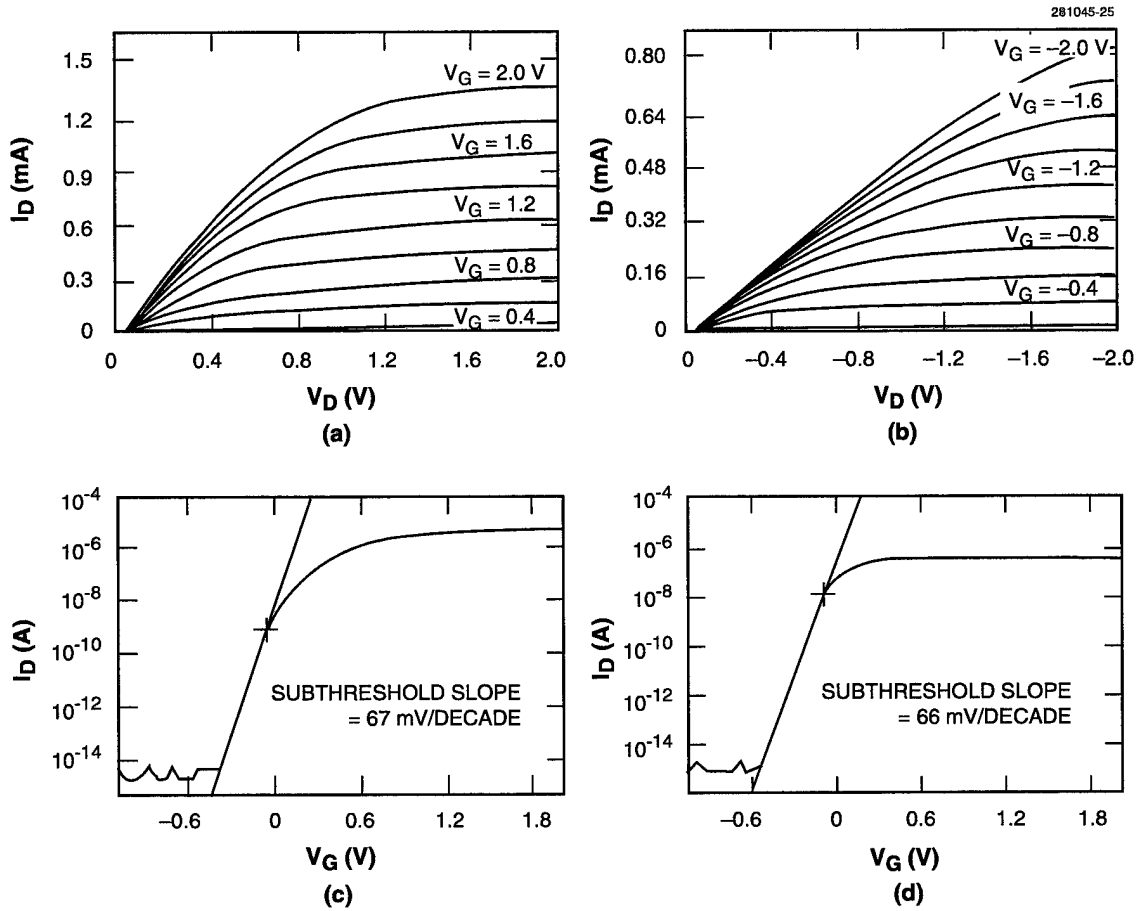 281045-25
I_D (mA)
1.5
1.2
0.9
0.6
0.3
0
V_G = 2.0 V
V_G = 1.6
V_G = 1.2
V_G = 0.8
V_G = 0.4
0 0.4 0.8 1.2 1.6 2.0
V_D (V)
(a)
I_D (mA)
0.80
0.64
0.48
0.32
0.16
0
V_G = –2.0 V
V_G = –1.6
V_G = –1.2
V_G = –0.8
V_G = –0.4
0 –0.4 –0.8 –1.2 –1.6 –2.0
V_D (V)
(b)
I_D (A)
10^-4
10^-6
10^-8
10^-10
10^-12
10^-14
SUBTHRESHOLD SLOPE
= 67 mV/DECADE
–0.6 0 0.6 1.2 1.8
V_G (V)
(c)
I_D (A)
10^-4
10^-6
10^-8
10^-10
10^-12
10^-14
SUBTHRESHOLD SLOPE
= 66 mV/DECADE
–0.6 0 0.6 1.2 1.8
V_G (V)
(d)